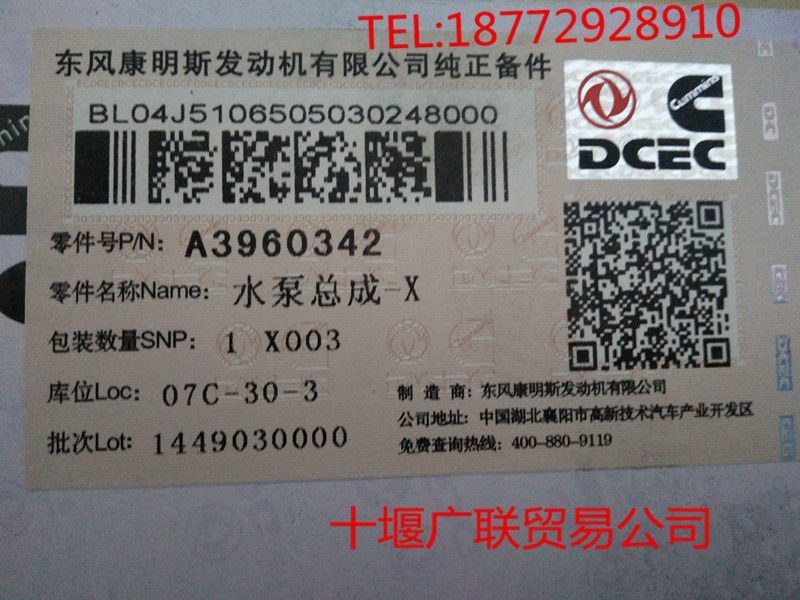 TEL:18772928910
东风康明斯发动机有限公司纯正备件
BL04J5106505030248000
Cummins
DCEC
零件号P/N: A3960342
零件名称Name: 水泵总成-X
包装数量SNP: 1 X003
库位Loc: 07C-30-3
批次Lot: 1449030000
制 造 商: 东风康明斯发动机有限公司
公司地址: 中国湖北襄阳市高新技术汽车产业开发区
免费查询热线: 400-880-9119
十堰广联贸易公司